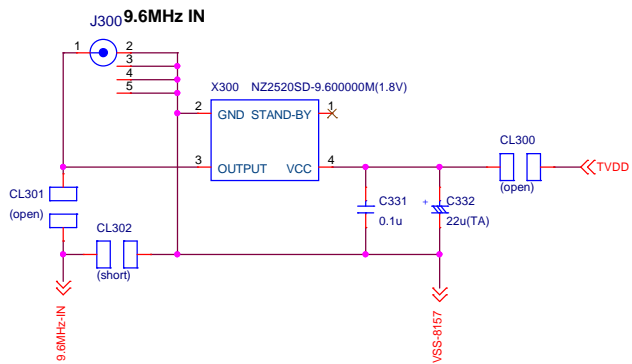 J300 9.6MHz IN
1
2
3
4
5
X300 NZ2520SD-9.600000M(1.8V)
2 GND STAND-BY 1
3 OUTPUT VCC 4
CL300
(open)
TVDD
CL301
(open)
C331
0.1u
+ C332
22u(TA)
CL302
(short)
9.6MHz-IN
VSS-8157